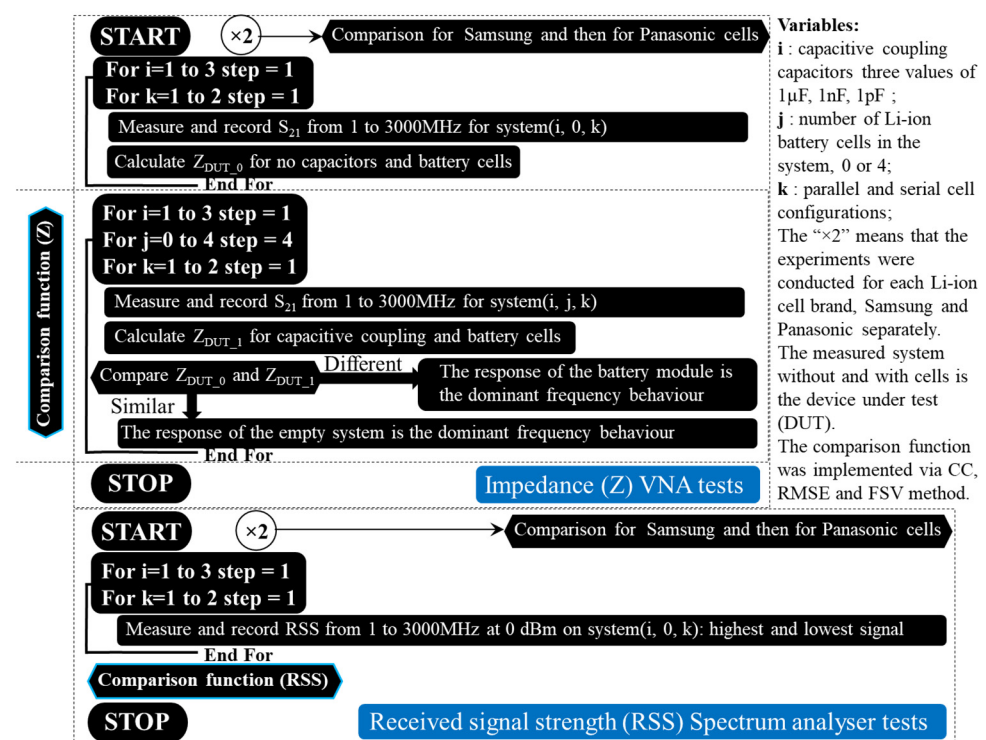 START
×2
Comparison for Samsung and then for Panasonic cells
For i=1 to 3 step = 1
For k=1 to 2 step = 1
Measure and record S21 from 1 to 3000MHz for system(i, 0, k)
Calculate ZDUT_0 for no capacitors and battery cells
End For
Comparison function (Z)
For i=1 to 3 step = 1
For j=0 to 4 step = 4
For k=1 to 2 step = 1
Measure and record S21 from 1 to 3000MHz for system(i, j, k)
Calculate ZDUT_1 for capacitive coupling and battery cells
Compare ZDUT_0 and ZDUT_1
Different
The response of the battery module is
the dominant frequency behaviour
Similar
The response of the empty system is the dominant frequency behaviour
End For
STOP
Impedance (Z) VNA tests
START
×2
Comparison for Samsung and then for Panasonic cells
For i=1 to 3 step = 1
For k=1 to 2 step = 1
Measure and record RSS from 1 to 3000MHz at 0 dBm on system(i, 0, k): highest and lowest signal
End For
Comparison function (RSS)
STOP
Received signal strength (RSS) Spectrum analyser tests
Variables:
i : capacitive coupling
capacitors three values of
1µF, 1nF, 1pF ;
j : number of Li-ion
battery cells in the
system, 0 or 4;
k : parallel and serial cell
configurations;
The “×2” means that the
experiments were
conducted for each Li-ion
cell brand, Samsung and
Panasonic separately.
The measured system
without and with cells is
the device under test
(DUT).
The comparison function
was implemented via CC,
RMSE and FSV method.